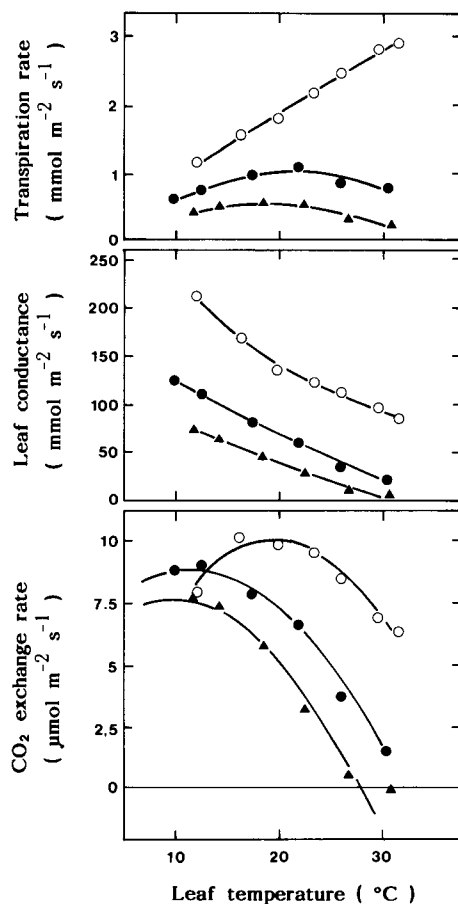 Transpiration rate
( mmol m⁻² s⁻¹ )
3
2
1
0
Leaf conductance
( mmol m⁻² s⁻¹ )
250
200
150
100
50
0
CO₂ exchange rate
( μmol m⁻² s⁻¹ )
10
7.5
5
2.5
0
10 20 30
Leaf temperature ( °C )